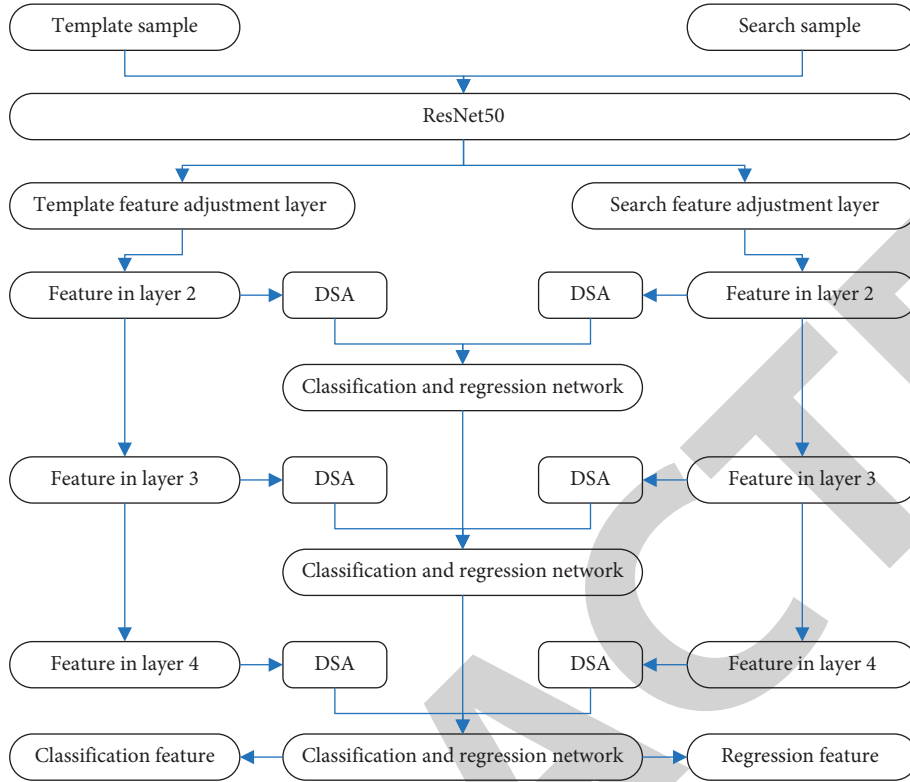 Template sample
Search sample
ResNet50
Template feature adjustment layer
Search feature adjustment layer
Feature in layer 2
DSA
DSA
Feature in layer 2
Classification and regression network
Feature in layer 3
DSA
DSA
Feature in layer 3
Classification and regression network
Feature in layer 4
DSA
DSA
Feature in layer 4
Classification feature
Classification and regression network
Regression feature